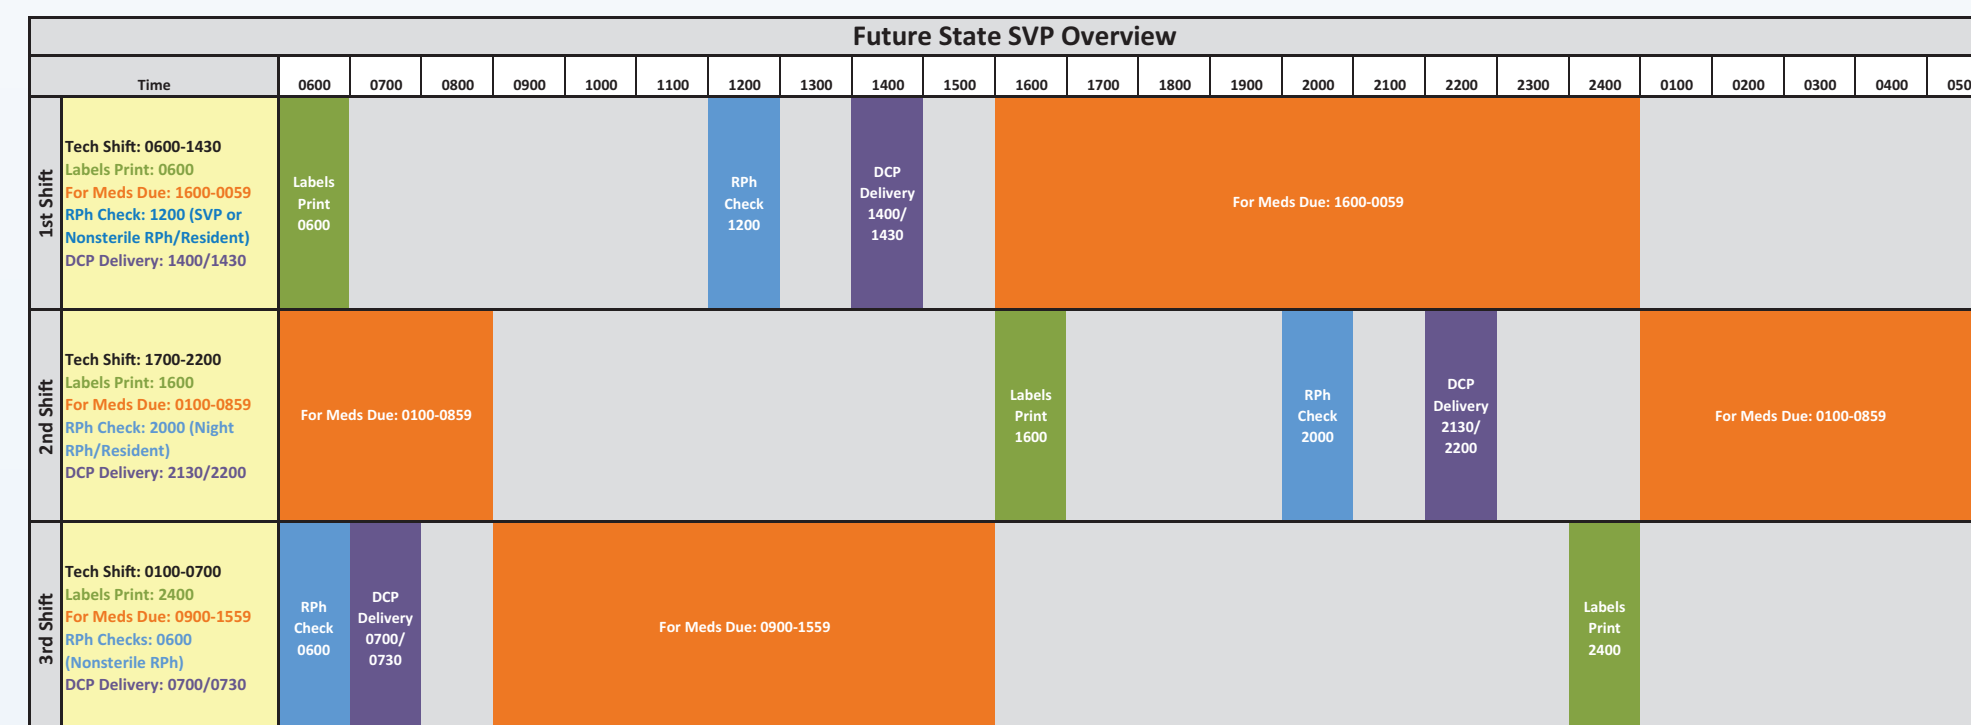 Future State SVP Overview
Time 0600 0700 0800 0900 1000 1100 1200 1300 1400 1500 1600 1700 1800 1900 2000 2100 2200 2300 2400 0100 0200 0300 0400 050
1st Shift
Tech Shift: 0600-1430
Labels Print: 0600
For Meds Due: 1600-0059
RPh Check: 1200 (SVP or
Nonsterile RPh/Resident)
DCP Delivery: 1400/1430
Labels
Print
0600
RPh
Check
1200
DCP
Delivery
1400/
1430
For Meds Due: 1600-0059
2nd Shift
Tech Shift: 1700-2200
Labels Print: 1600
For Meds Due: 0100-0859
RPh Check: 2000 (Night
RPh/Resident)
DCP Delivery: 2130/2200
For Meds Due: 0100-0859
Labels
Print
1600
RPh
Check
2000
DCP
Delivery
2130/
2200
For Meds Due: 0100-0859
3rd Shift
Tech Shift: 0100-0700
Labels Print: 2400
For Meds Due: 0900-1559
RPh Checks: 0600
(Nonsterile RPh)
DCP Delivery: 0700/0730
RPh
Check
0600
DCP
Delivery
0700/
0730
For Meds Due: 0900-1559
Labels
Print
2400